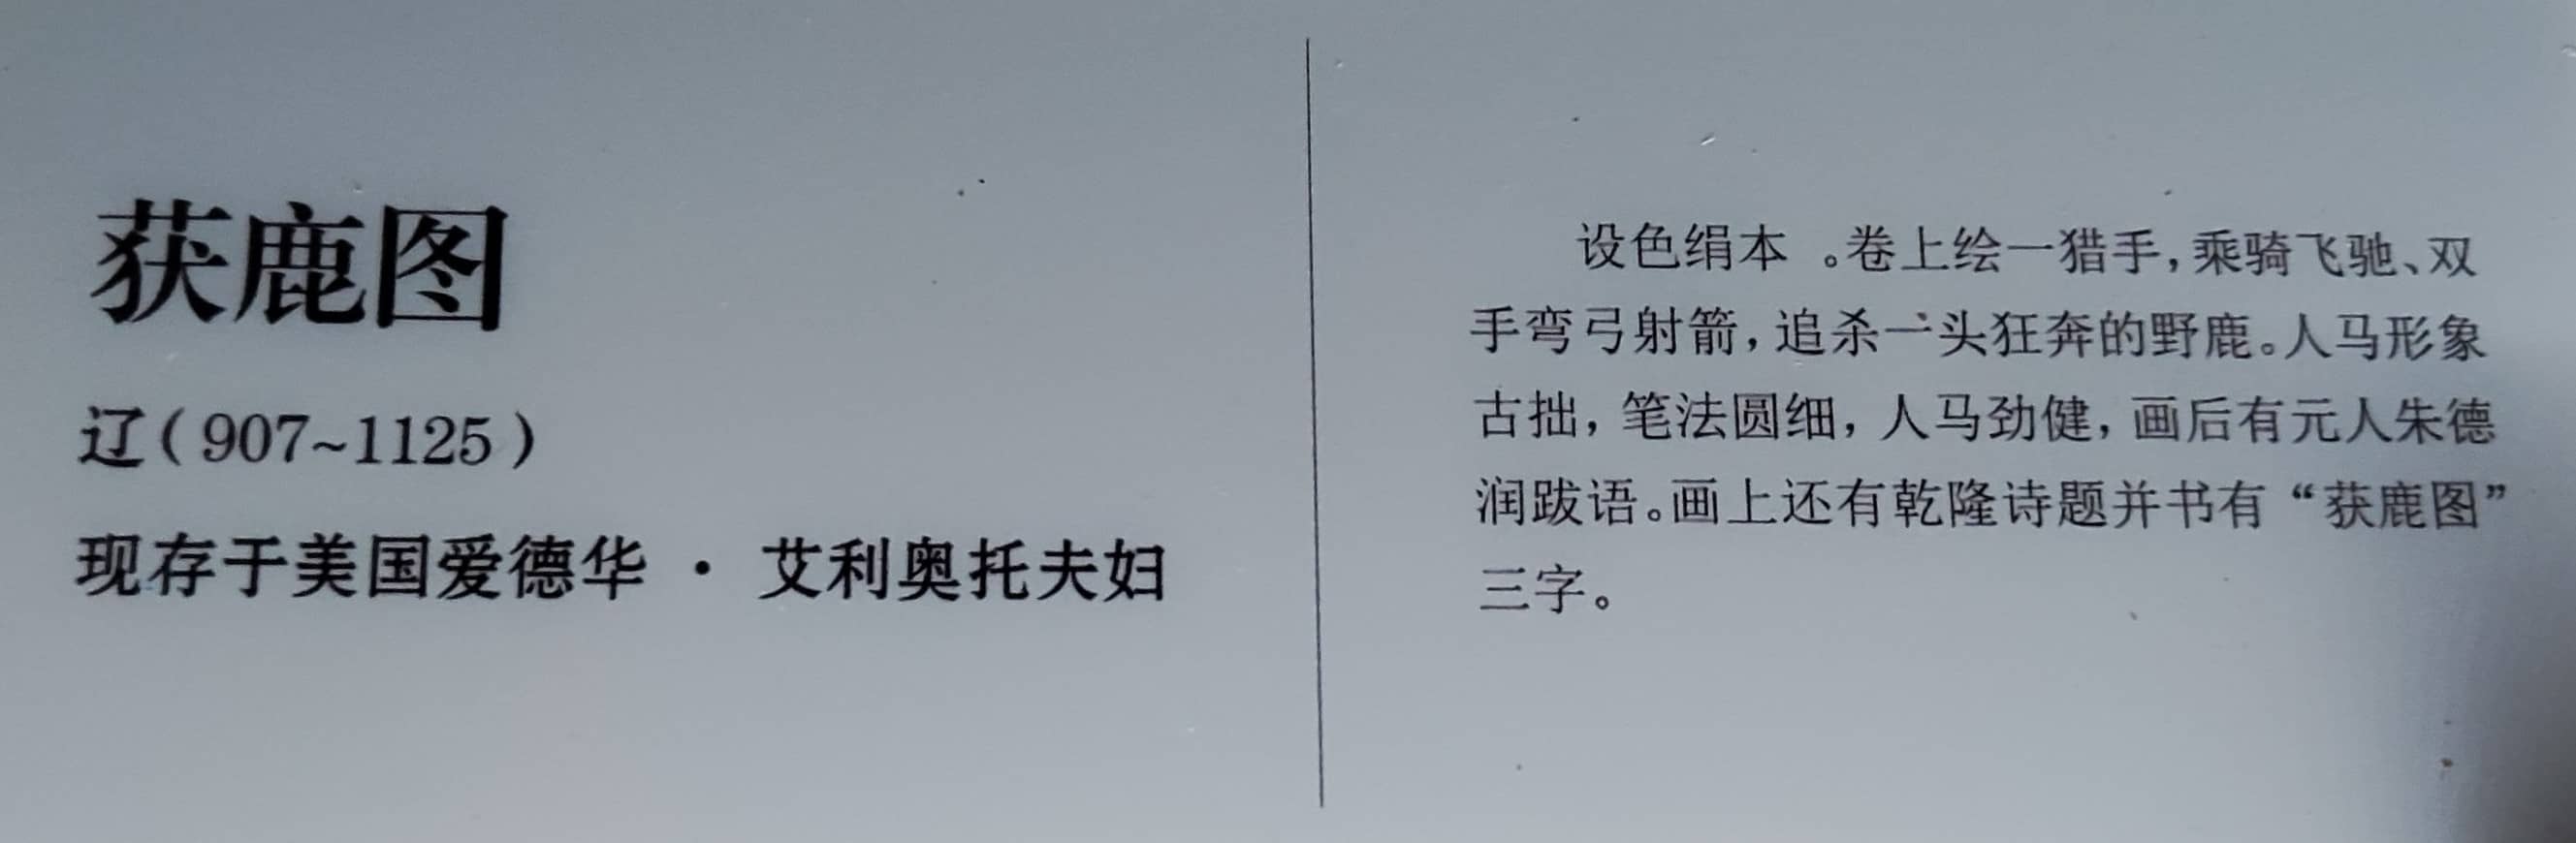 获鹿图
辽(907~1125)
现存于美国爱德华 · 艾利奥托夫妇
设色绢本 。卷上绘一猎手,乘骑飞驰、双
手弯弓射箭,追杀一头狂奔的野鹿。人马形象
古拙,笔法圆细,人马劲健,画后有元人朱德
润跋语。画上还有乾隆诗题并书有“获鹿图”
三字。